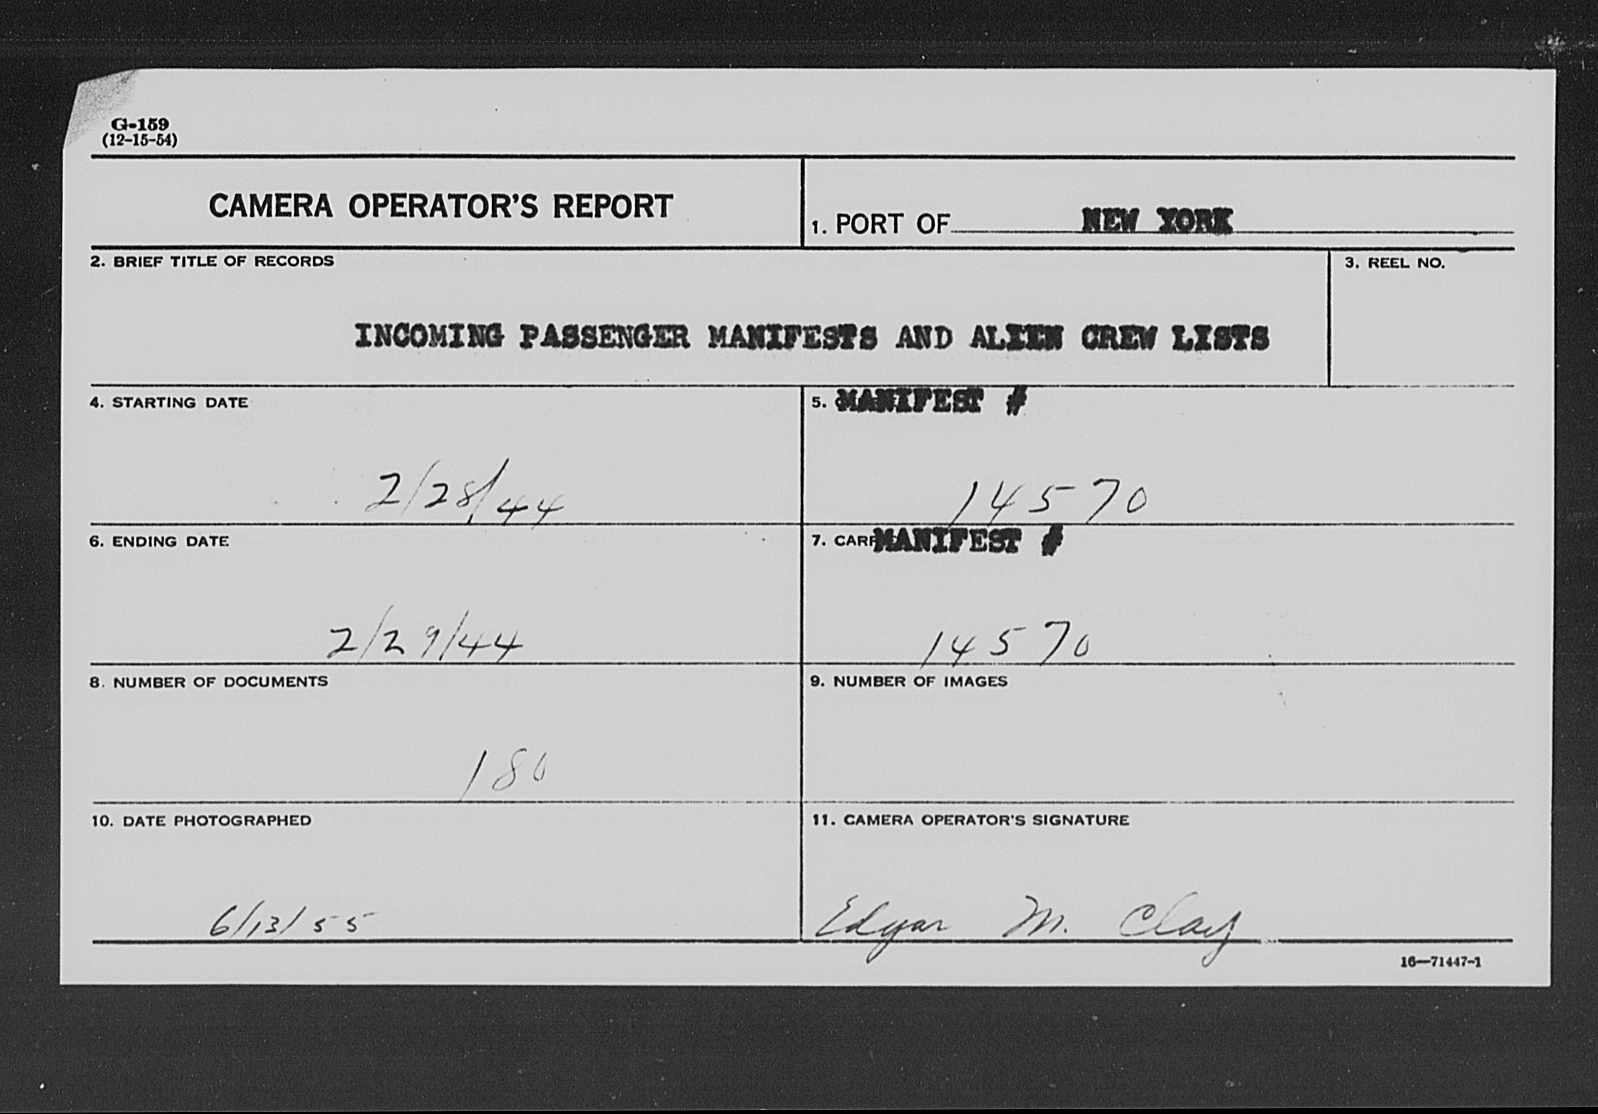 G-159
(12-15-54)
CAMERA OPERATOR'S REPORT
1. PORT OF NEW YORK
2. BRIEF TITLE OF RECORDS
3. REEL NO.
INCOMING PASSENGER MANIFESTS AND ALIEN CREW LISTS
4. STARTING DATE
5. MANIFEST #
2/28/44
14570
6. ENDING DATE
7. CARR MANIFEST #
2/29/44
14570
8. NUMBER OF DOCUMENTS
9. NUMBER OF IMAGES
180
10. DATE PHOTOGRAPHED
11. CAMERA OPERATOR'S SIGNATURE
6/13/55
Edgar M. Clay
16—71447-1